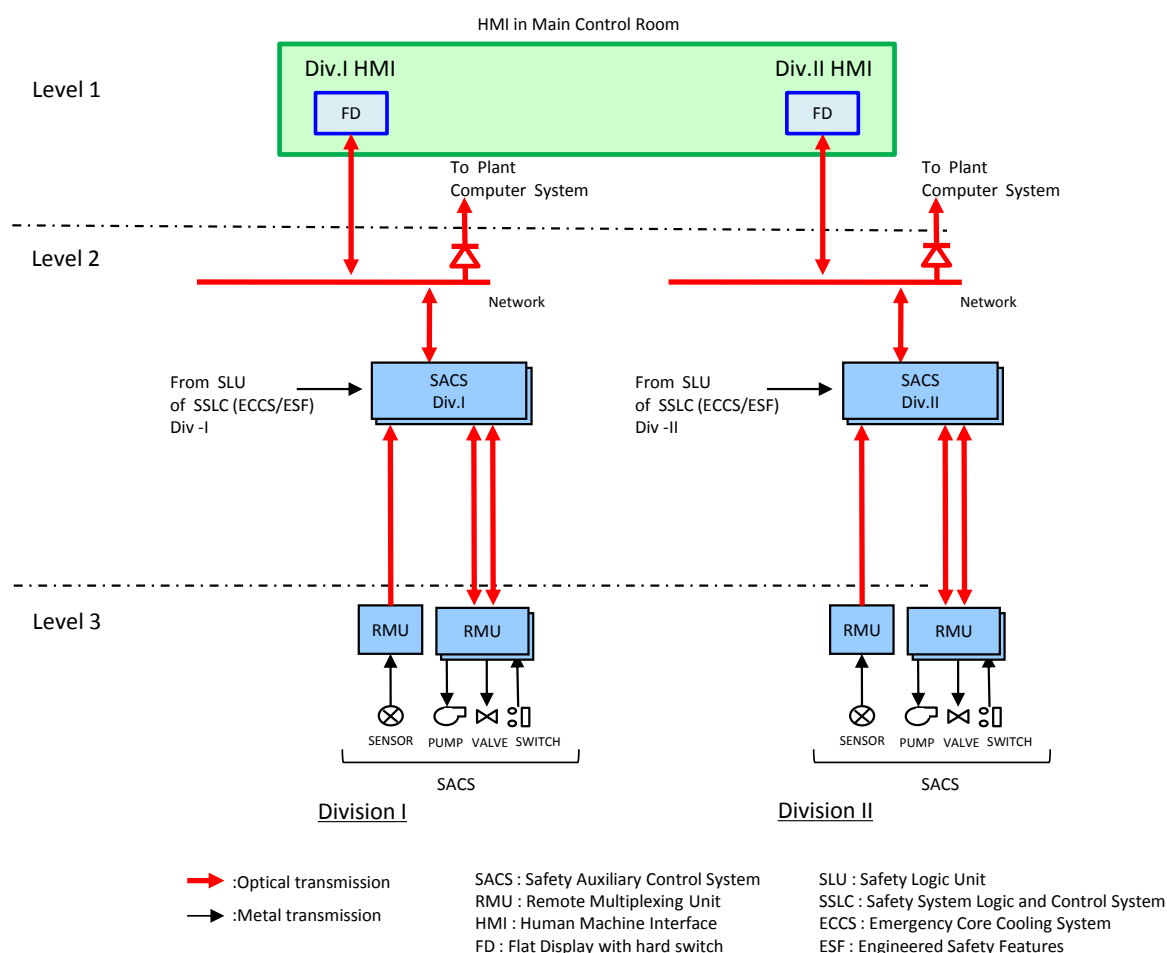 HMI in Main Control Room
Div.I HMI
Div.II HMI
Level 1
FD
FD
To Plant
Computer System
To Plant
Computer System
Level 2
Network
Network
From SLU
of SSLC (ECCS/ESF)
Div -I
SACS
Div.I
From SLU
of SSLC (ECCS/ESF)
Div -II
SACS
Div.II
Level 3
RMU
RMU
RMU
RMU
SENSOR
PUMP
VALVE
SWITCH
SENSOR
PUMP
VALVE
SWITCH
SACS
SACS
Division I
Division II
:Optical transmission
:Metal transmission
SACS : Safety Auxiliary Control System
RMU : Remote Multiplexing Unit
HMI : Human Machine Interface
FD : Flat Display with hard switch
SLU : Safety Logic Unit
SSLC : Safety System Logic and Control System
ECCS : Emergency Core Cooling System
ESF : Engineered Safety Features